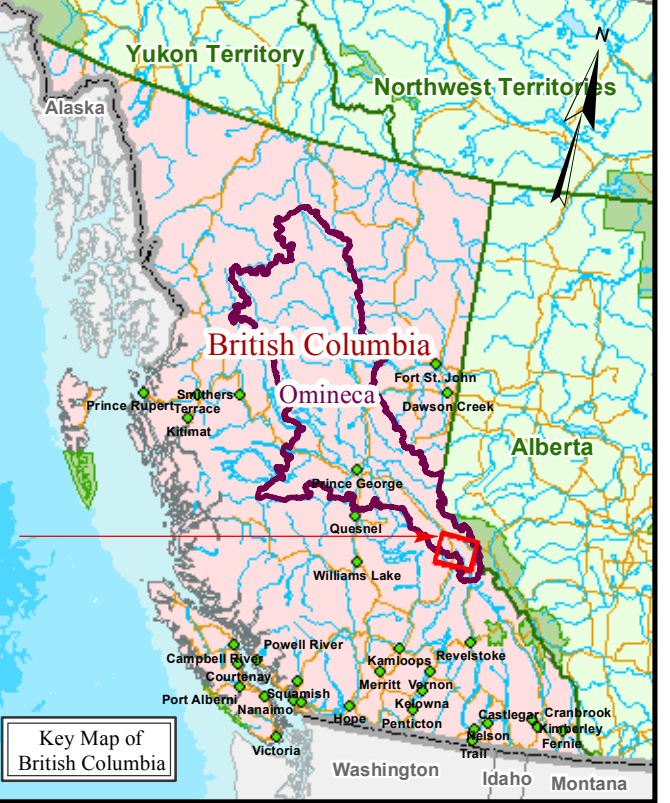 N
Yukon Territory
Northwest Territories
Alaska
British Columbia
Fort St. John
Smithers
Omineca
Prince Rupert
Terrace
Dawson Creek
Kitimat
Alberta
Prince George
Quesnel
Williams Lake
Powell River
Campbell River
Kamloops
Revelstoke
Courtenay
Merritt
Vernon
Port Alberni
Squamish
Kelowna
Nanaimo
Hope
Penticton
Castlegar
Cranbrook
Nelson
Kimberley
Fernie
Trail
Victoria
Key Map of
British Columbia
Washington
Idaho
Montana